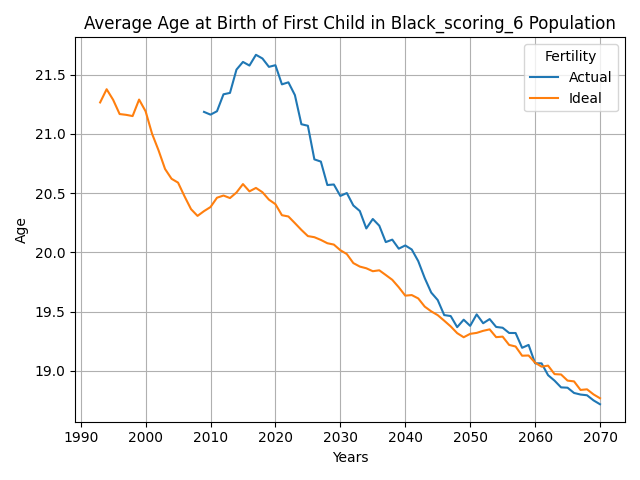 Average Age at Birth of First Child in Black_scoring_6 Population
Fertility
Actual
Ideal
Age
21.5
21.0
20.5
20.0
19.5
19.0
1990
2000
2010
2020
2030
2040
2050
2060
2070
Years